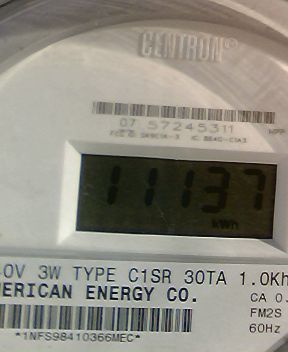 CENTRON®
07 57245311
11137
kWh
0V 3W TYPE C1SR 30TA 1.0Kh
MERICAN ENERGY CO.
CA 0.
FM2S
60Hz
*1NFS98410366MEC*